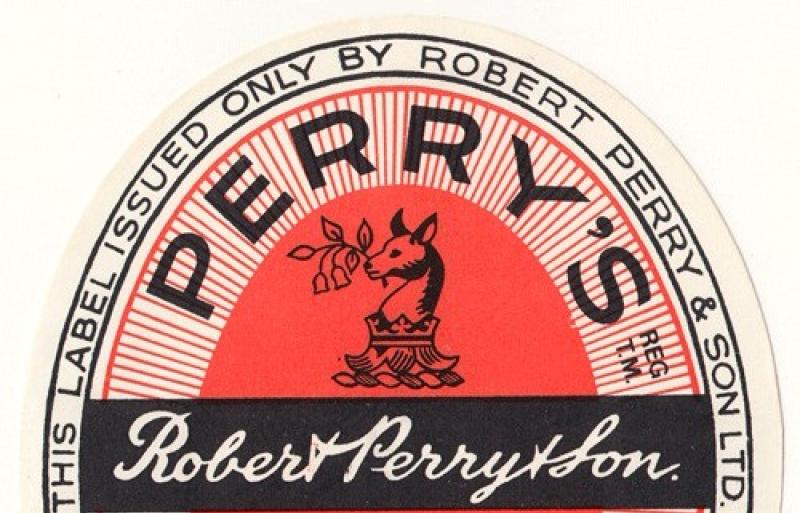 THIS LABEL ISSUED ONLY BY ROBERT PERRY & SON LTD.
PERRY'S
REG
T.M.
Robert Perry & Son.